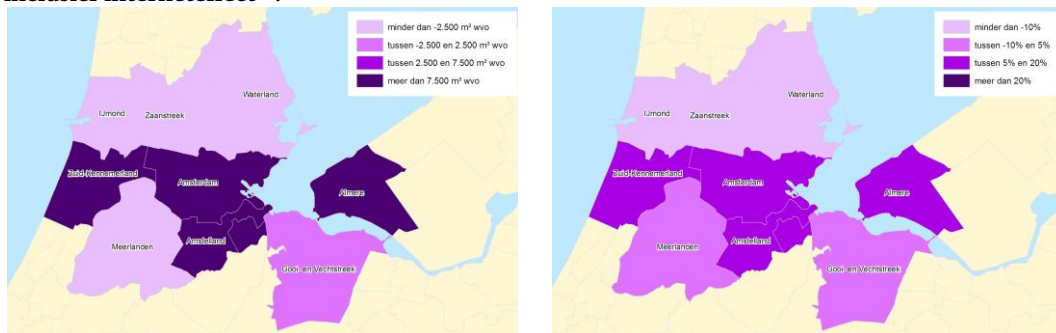 minder dan -2.500 m² wvo
tussen -2.500 en 2.500 m² wvo
tussen 2.500 en 7.500 m² wvo
meer dan 7.500 m² wvo
Waterland
IJmond
Zaanstreek
Zuid-Kennemerland
Amsterdam
Almere
Meerlanden
Amstelland
Gooi- en Vechtstreek
minder dan -10%
tussen -10% en 5%
tussen 5% en 20%
meer dan 20%
Waterland
IJmond
Zaanstreek
Zuid-Kennemerland
Amsterdam
Almere
Meerlanden
Amstelland
Gooi- en Vechtstreek